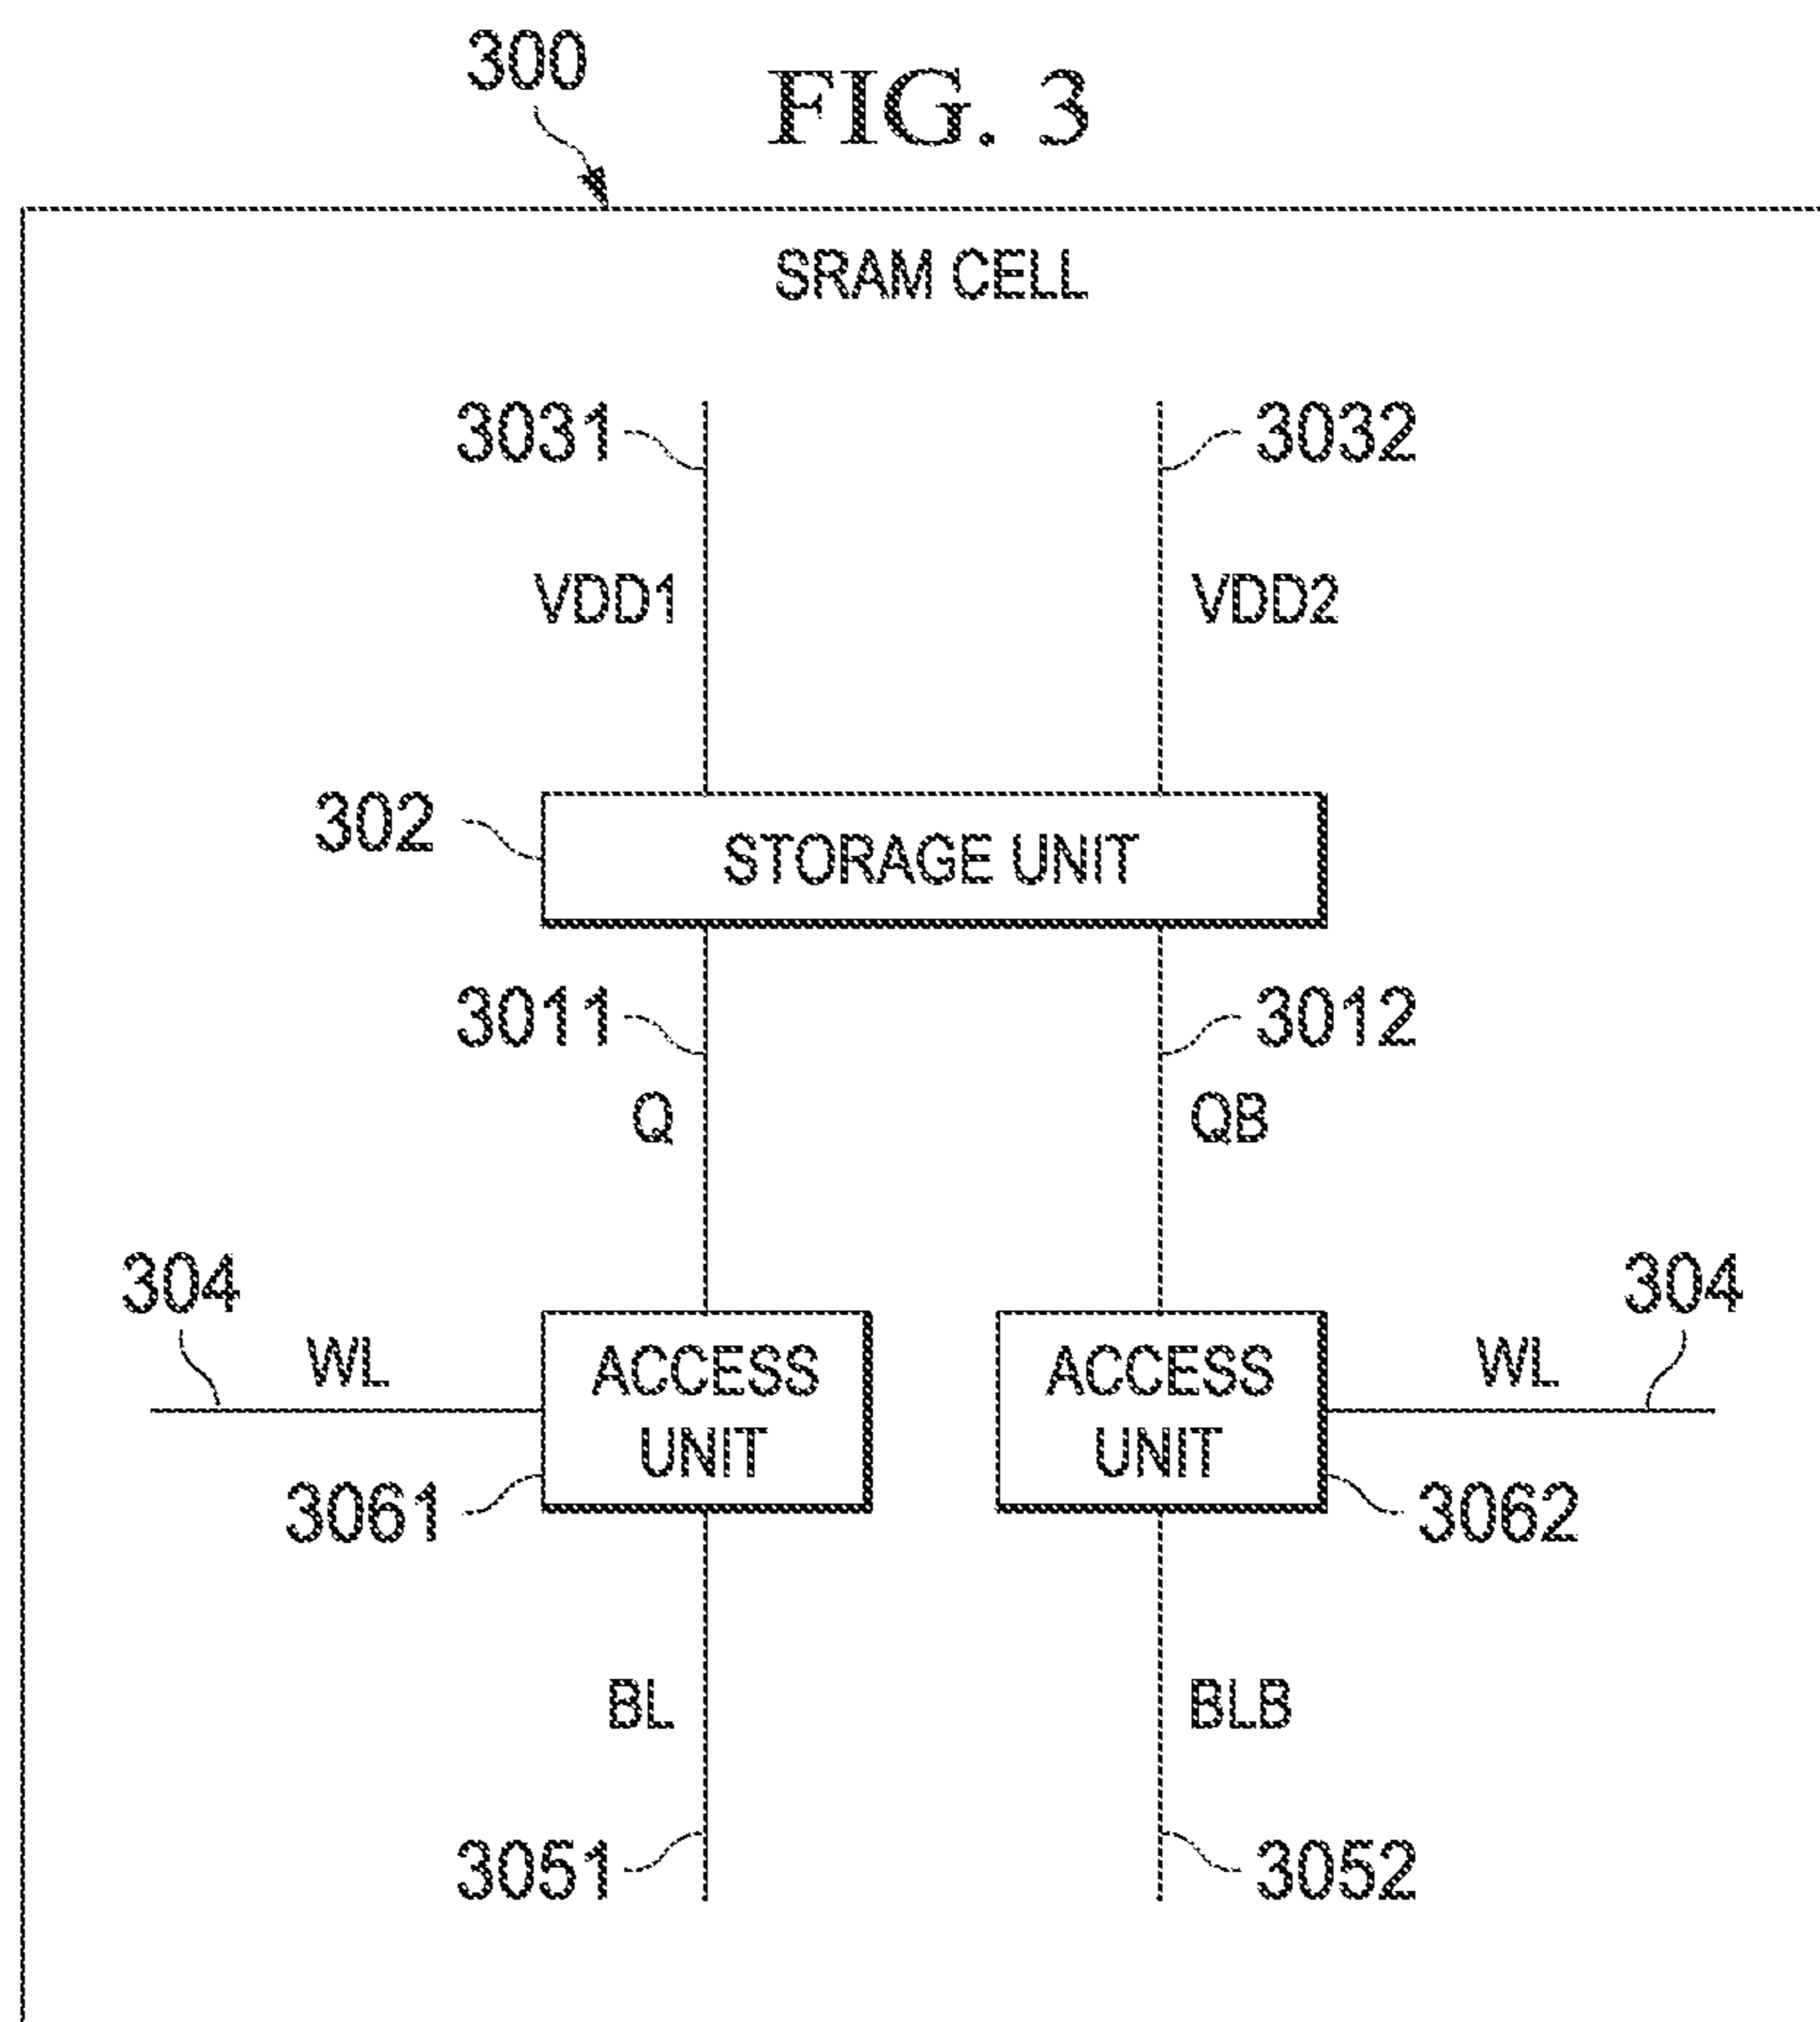 300
FIG. 3
SRAM CELL
3031
3032
VDD1
VDD2
302
STORAGE UNIT
3011
3012
Q
QB
304
304
WL
ACCESS
UNIT
ACCESS
UNIT
WL
3061
3062
BL
BLB
3051
3052